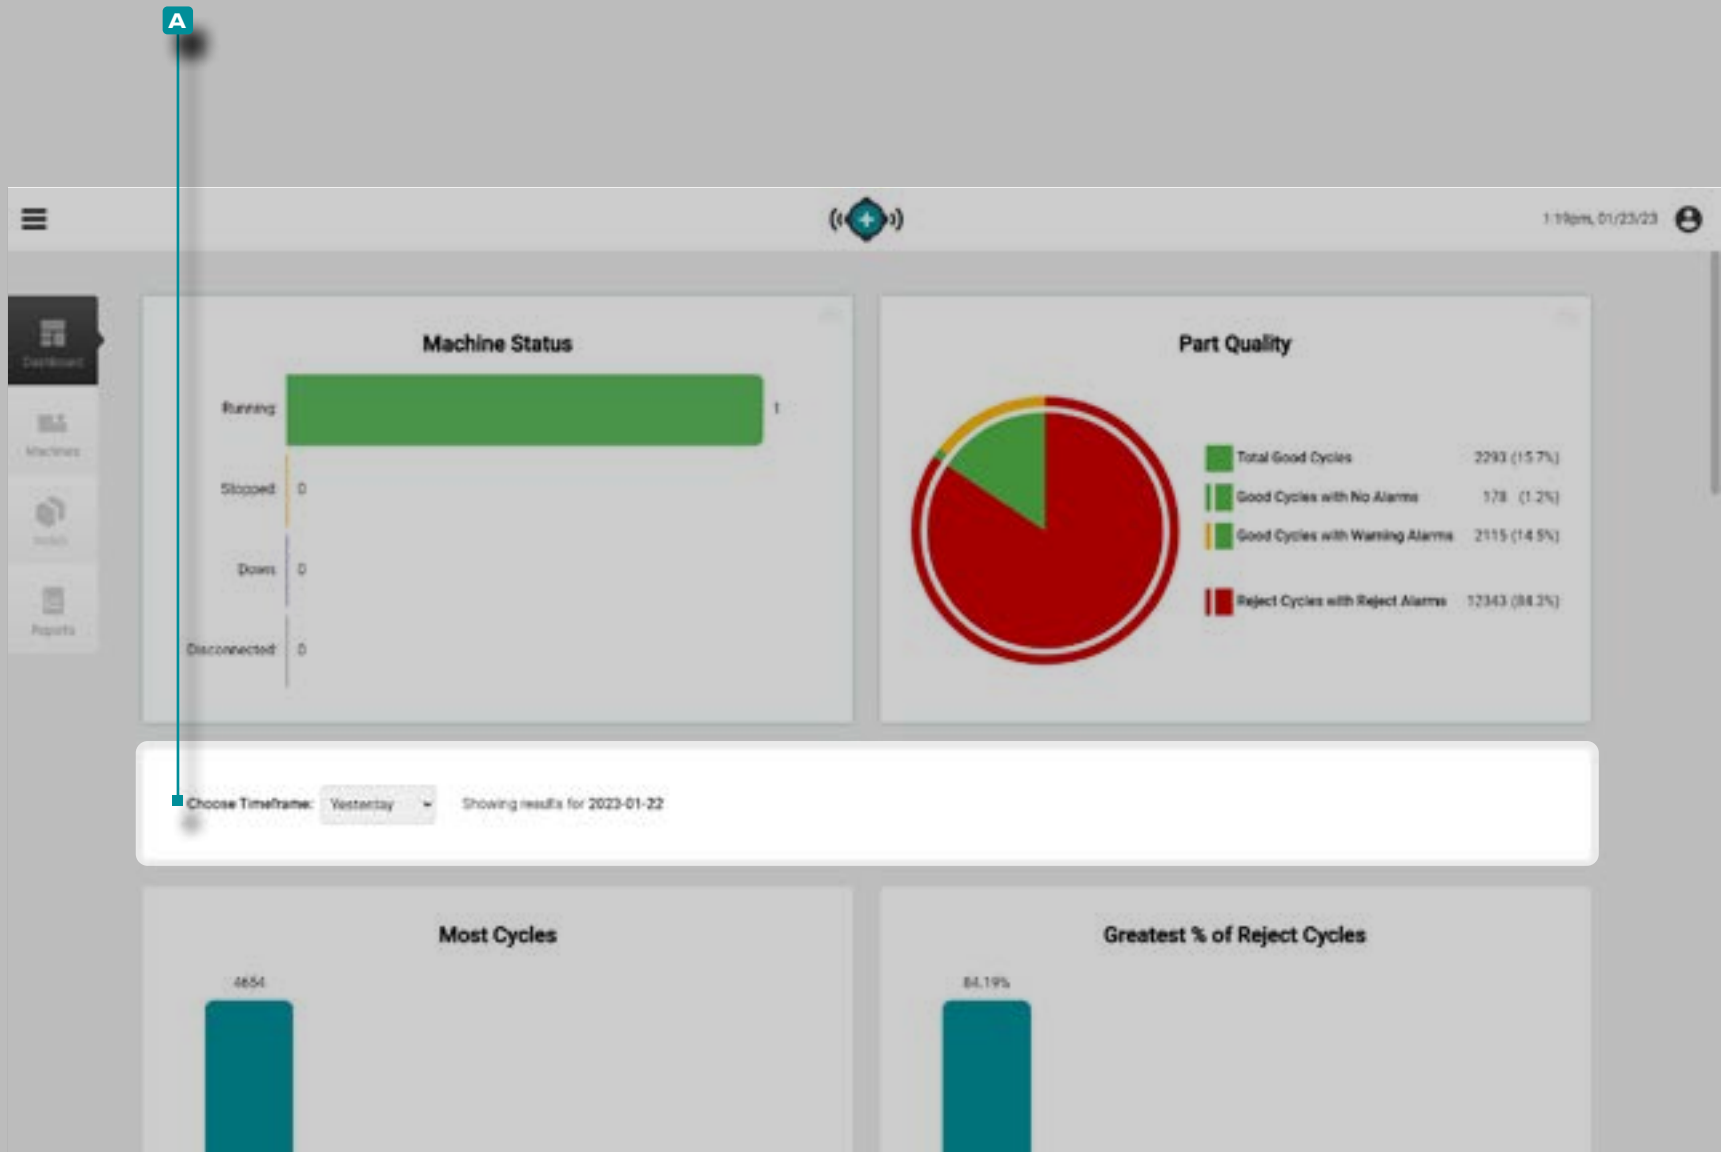 A
1:19pm, 01/23/23
Dashboard
Machines
Reports
Machine Status
Running 1
Stopped 0
Down 0
Disconnected 0
Part Quality
Total Good Cycles 2293 (15.7%)
Good Cycles with No Alarms 178 (1.2%)
Good Cycles with Warning Alarms 2115 (14.5%)
Reject Cycles with Reject Alarms 12343 (84.3%)
Choose Timeframe: Yesterday Showing results for 2023-01-22
Most Cycles
4654
Greatest % of Reject Cycles
84.19%